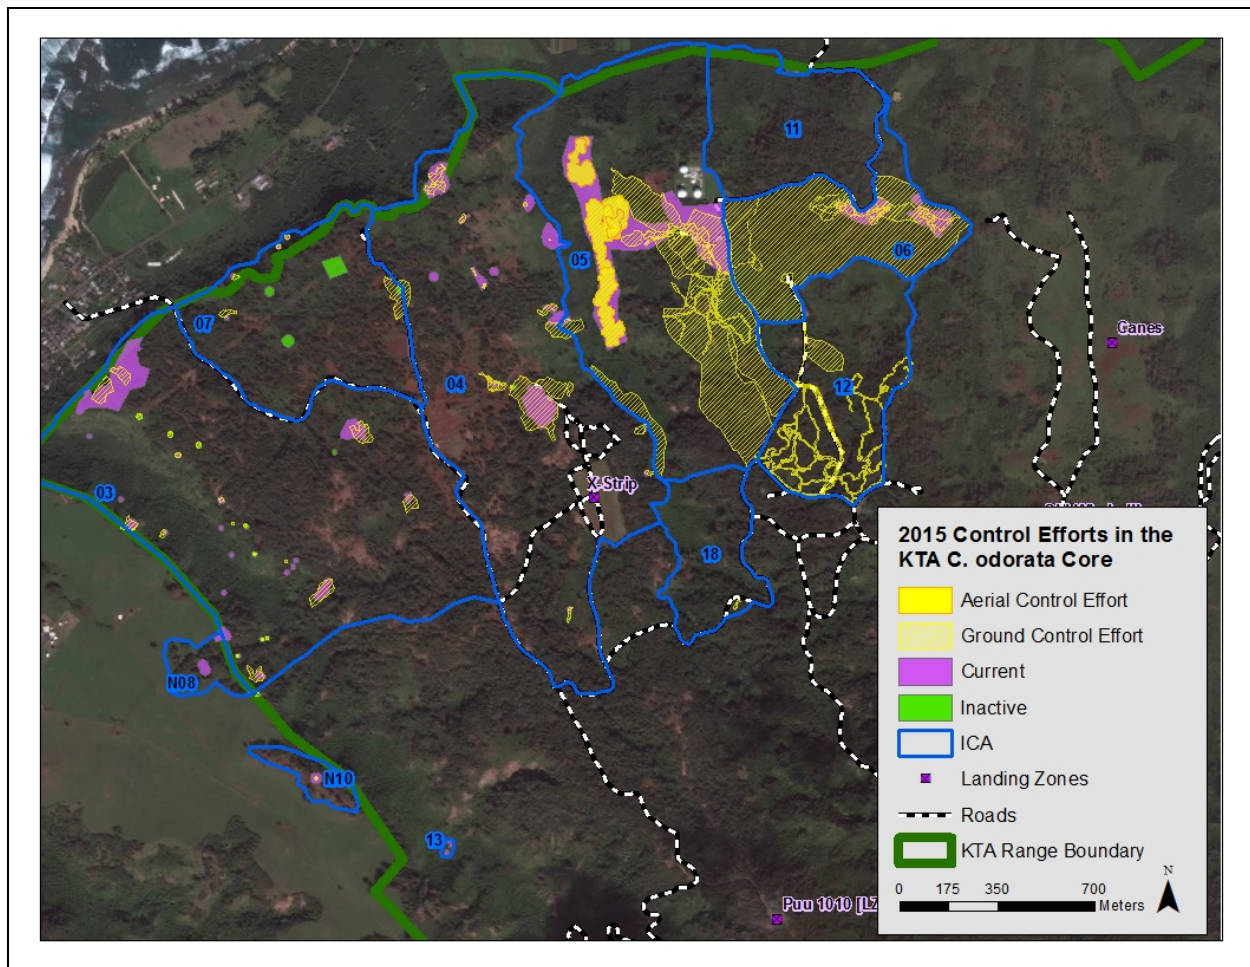 11
05
06
Ganes
07
04
12
X-Strip
03
18
N08
N10
13
Puu 1010 [LZ
2015 Control Efforts in the
KTA C. odorata Core
Aerial Control Effort
Ground Control Effort
Current
Inactive
ICA
Landing Zones
Roads
KTA Range Boundary
N
0 175 350 700
Meters